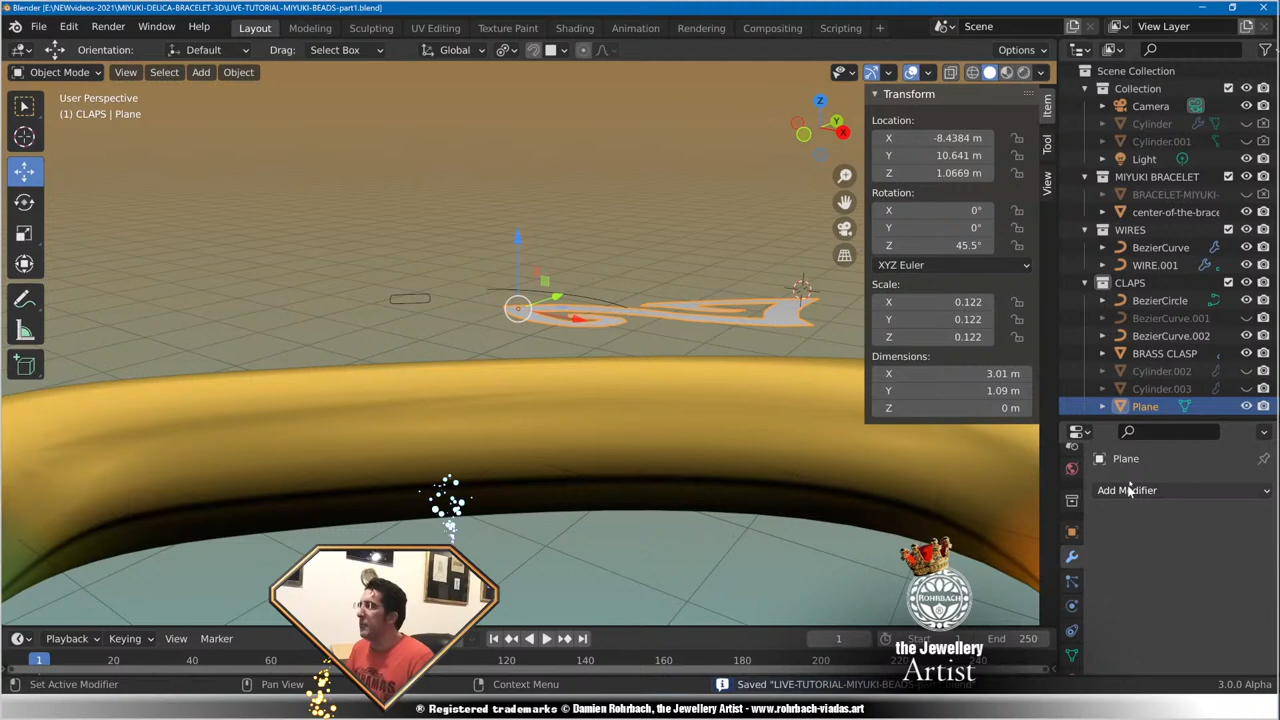 Blender [E:\NEWvideos-2021\MIYUKI-DELICA-BRACELET-3D\LIVE-TUTORIAL-MIYUKI-BEADS-part1.blend]
File Edit Render Window Help Layout Modeling Sculpting UV Editing Texture Paint Shading Animation Rendering Compositing Scripting + Scene View Layer
Orientation: Default Drag: Select Box Global Options
Object Mode View Select Add Object
User Perspective
(1) CLAPS | Plane
Z
Y
X
Transform
Location:
X -8.4384 m
Y 10.641 m
Z 1.0669 m
Rotation:
X 0°
Y 0°
Z 45.5°
XYZ Euler
Scale:
X 0.122
Y 0.122
Z 0.122
Dimensions:
X 3.01 m
Y 1.09 m
Z 0 m
Item
Tool
View
Scene Collection
Collection
Camera
Cylinder
Cylinder.001
Light
MIYUKI BRACELET
BRACELET-MIYUKI-
center-of-the-brace
WIRES
BezierCurve
WIRE.001
CLAPS
BezierCircle
BezierCurve.001
BezierCurve.002
BRASS CLASP
Cylinder.002
Cylinder.003
Plane
Plane
Add Modifier
ROHRBACH
the Jewellery
Artist
Playback Keying View Marker 1 Start 1 End 250
1 20 40 60 120 140 160 180 200 220 240
Set Active Modifier Pan View Context Menu Saved "LIVE-TUTORIAL-MIYUKI-BEADS-part1.blend" 3.0.0 Alpha
® Registered trademarks © Damien Rohrbach, the Jewellery Artist - www.rohrbach-viadas.art